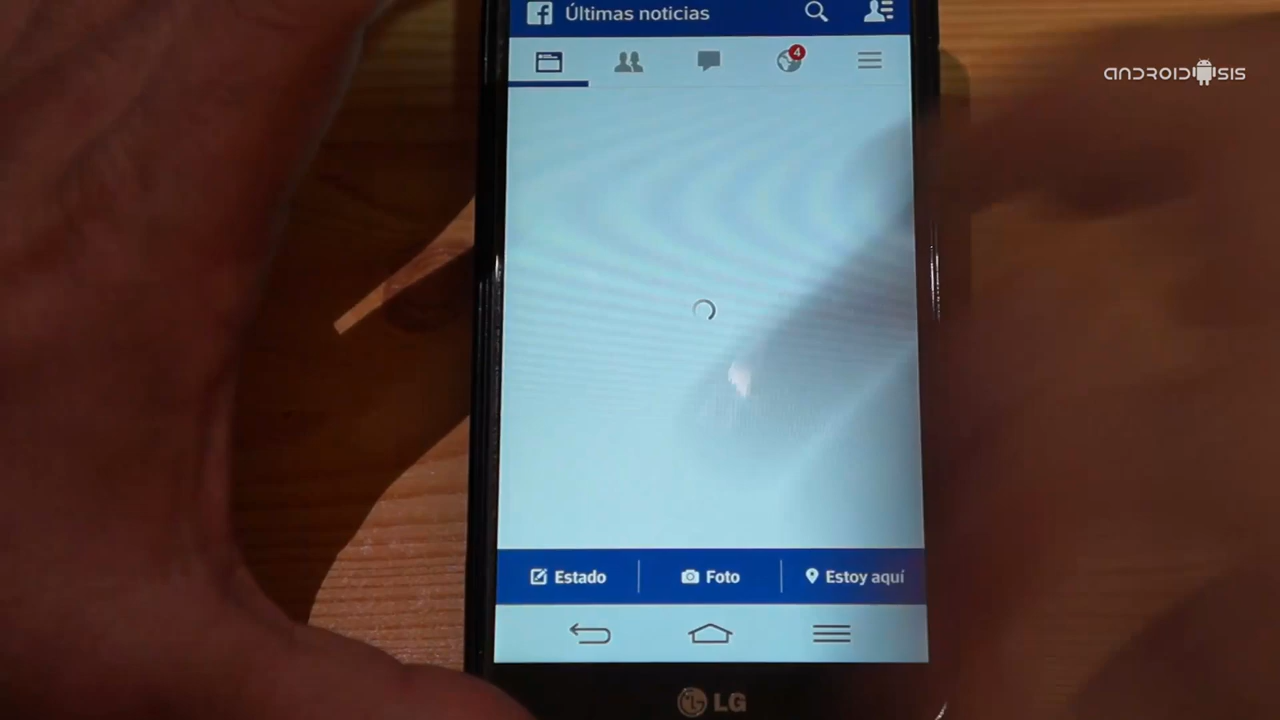 Últimas noticias
4
ANDROIDSIS
Estado
Foto
Estoy aquí
LG